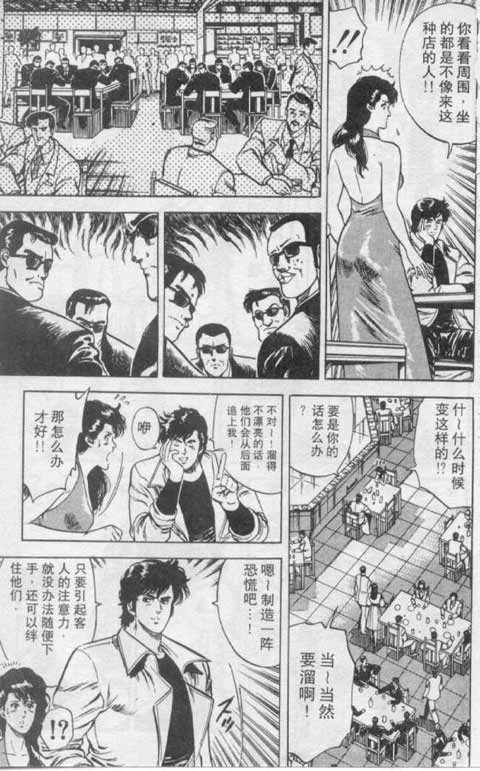 你看看周围，坐
的都是不像来这
种店的人!!
!!
什～什么时候
变这样的!?
要是你的
话怎么办
?
当～当然
要溜啊！
不对～！溜得
不漂亮的话，
他们会从后面
追上我！
咿
那怎么办
才好!!
嗯～制造一阵
恐慌吧…！
只要引起客
人的注意力，
就没办法随便下
手，还可以绊
住他们．
!?